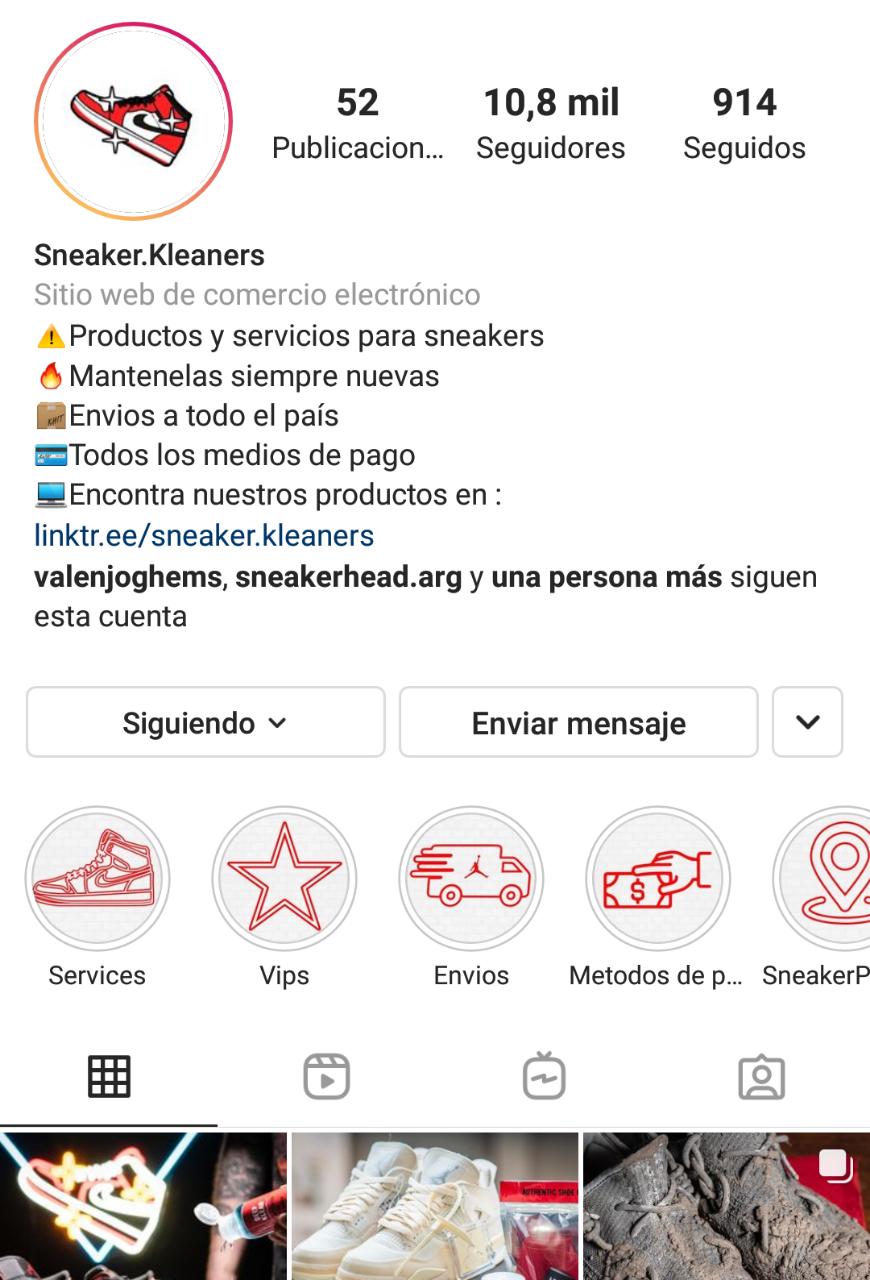 52 10,8 mil 914
Publicacion... Seguidores Seguidos
Sneaker.Kleaners
Sitio web de comercio electrónico
⚠️Productos y servicios para sneakers
🔥Mantenelas siempre nuevas
📦Envios a todo el país
💳Todos los medios de pago
🖥️Encontra nuestros productos en :
linktr.ee/sneaker.kleaners
valenjoghems, sneakerhead.arg y una persona más siguen
esta cuenta
Siguiendo Enviar mensaje
Services Vips Envios Metodos de p... SneakerP
AUTHENTIC SHOE